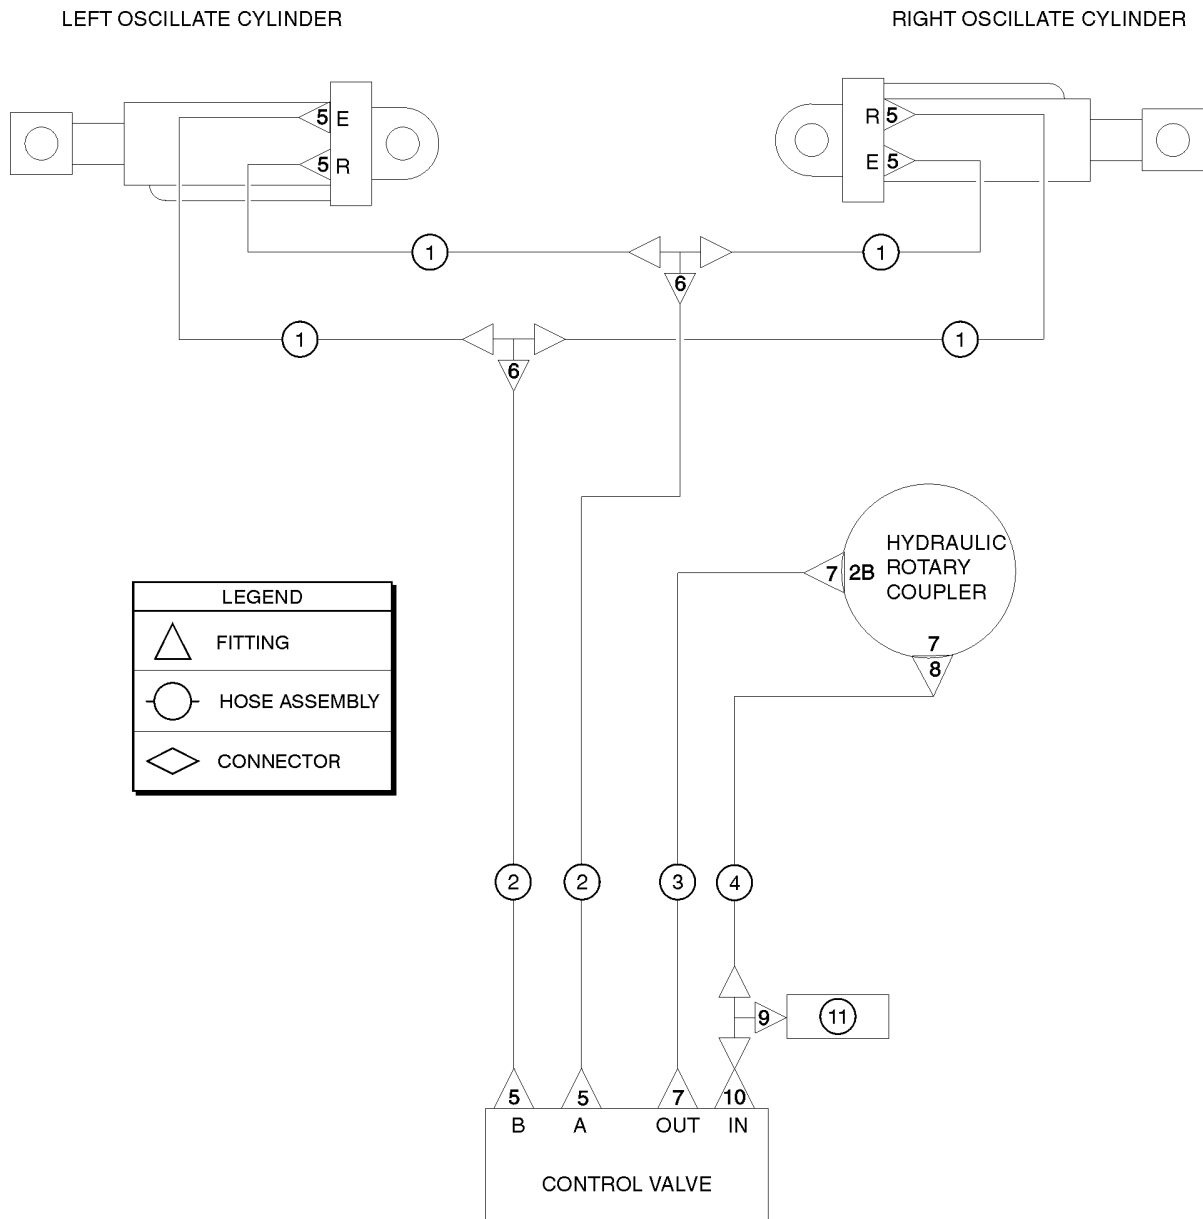 LEFT OSCILLATE CYLINDER
RIGHT OSCILLATE CYLINDER
5 E
5 R
R 5
E 5
1
1
6
1
1
6
HYDRAULIC
ROTARY
COUPLER
7 2B
7
8
LEGEND
FITTING
HOSE ASSEMBLY
CONNECTOR
2
2
3
4
9
11
5
5
7
10
B
A
OUT
IN
CONTROL VALVE